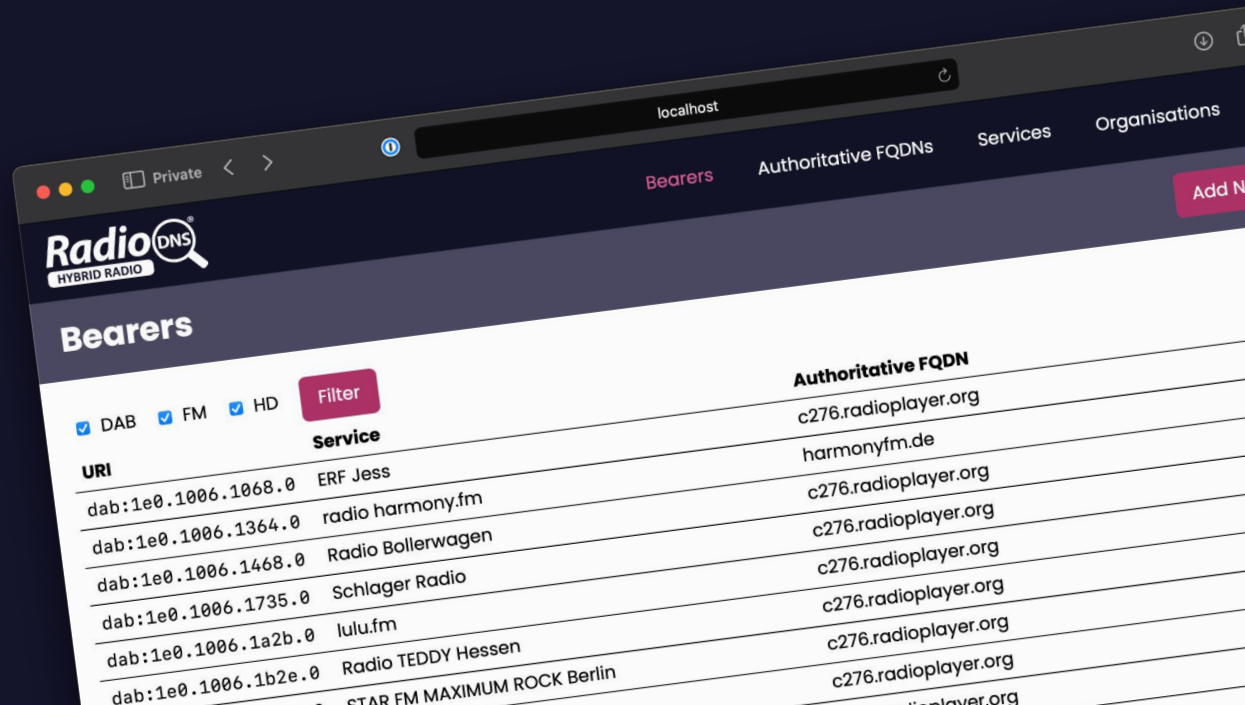 Private
localhost
Radio DNS®
HYBRID RADIO
Bearers Authoritative FQDNs Services Organisations
Bearers
Add N
DAB FM HD Filter
URI Service Authoritative FQDN
dab:1e0.1006.1068.0 ERF Jess c276.radioplayer.org
dab:1e0.1006.1364.0 radio harmony.fm harmonyfm.de
dab:1e0.1006.1468.0 Radio Bollerwagen c276.radioplayer.org
dab:1e0.1006.1735.0 Schlager Radio c276.radioplayer.org
dab:1e0.1006.1a2b.0 lulu.fm c276.radioplayer.org
dab:1e0.1006.1b2e.0 Radio TEDDY Hessen c276.radioplayer.org
STAR FM MAXIMUM ROCK Berlin c276.radioplayer.org
c276.radioplayer.org